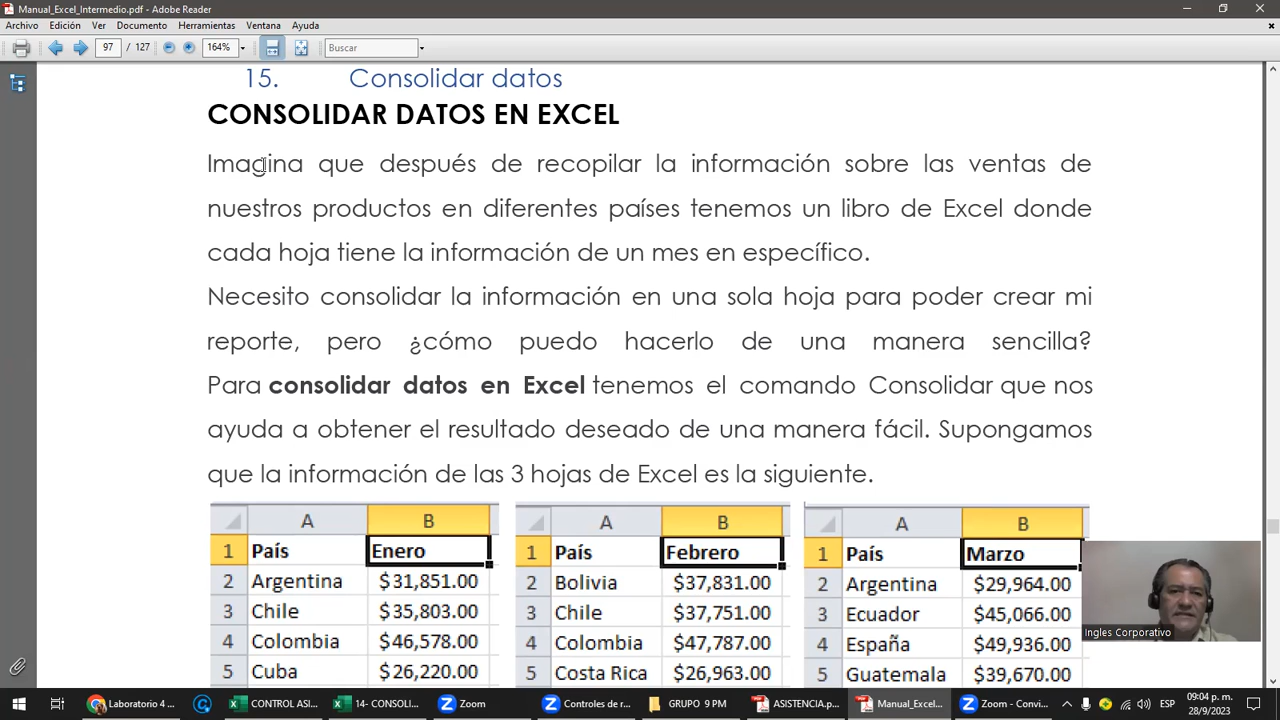 Manual_Excel_Intermedio.pdf - Adobe Reader
Archivo Edición Ver Documento Herramientas Ventana Ayuda
97 / 127 164% Buscar
15. Consolidar datos
CONSOLIDAR DATOS EN EXCEL
Imagina que después de recopilar la información sobre las ventas de
nuestros productos en diferentes países tenemos un libro de Excel donde
cada hoja tiene la información de un mes en específico.
Necesito consolidar la información en una sola hoja para poder crear mi
reporte, pero ¿cómo puedo hacerlo de una manera sencilla?
Para consolidar datos en Excel tenemos el comando Consolidar que nos
ayuda a obtener el resultado deseado de una manera fácil. Supongamos
que la información de las 3 hojas de Excel es la siguiente.
A B A B A B
1 País Enero 1 País Febrero 1 País Marzo
2 Argentina $31,851.00 2 Bolivia $37,831.00 2 Argentina $29,964.00
3 Chile $35,803.00 3 Chile $37,751.00 3 Ecuador $45,066.00
4 Colombia $46,578.00 4 Colombia $47,787.00 4 España $49,936.00
5 Cuba $26,220.00 5 Costa Rica $26,963.00 5 Guatemala $39,670.00
Ingles Corporativo
Laboratorio 4 ... CONTROL ASI... 14- CONSOLI... Zoom Controles de r... GRUPO 9 PM ASISTENCIA.p... Manual_Excel... Zoom - Convi... ESP 09:04 p. m.
28/9/2023